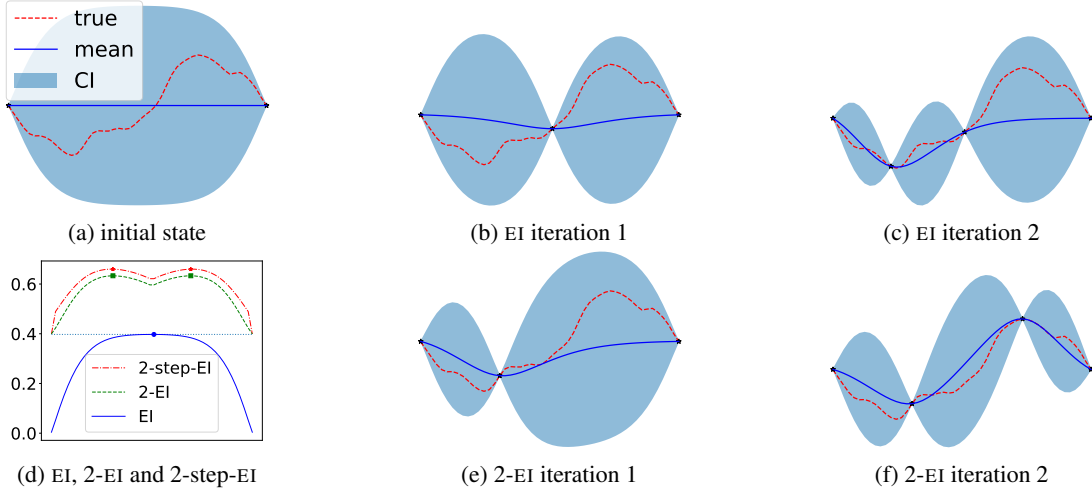 true
mean
CI
(a) initial state
(b) EI iteration 1
(c) EI iteration 2
0.6
0.4
0.2
0.0
2-step-EI
2-EI
EI
(d) EI, 2-EI and 2-step-EI
(e) 2-EI iteration 1
(f) 2-EI iteration 2